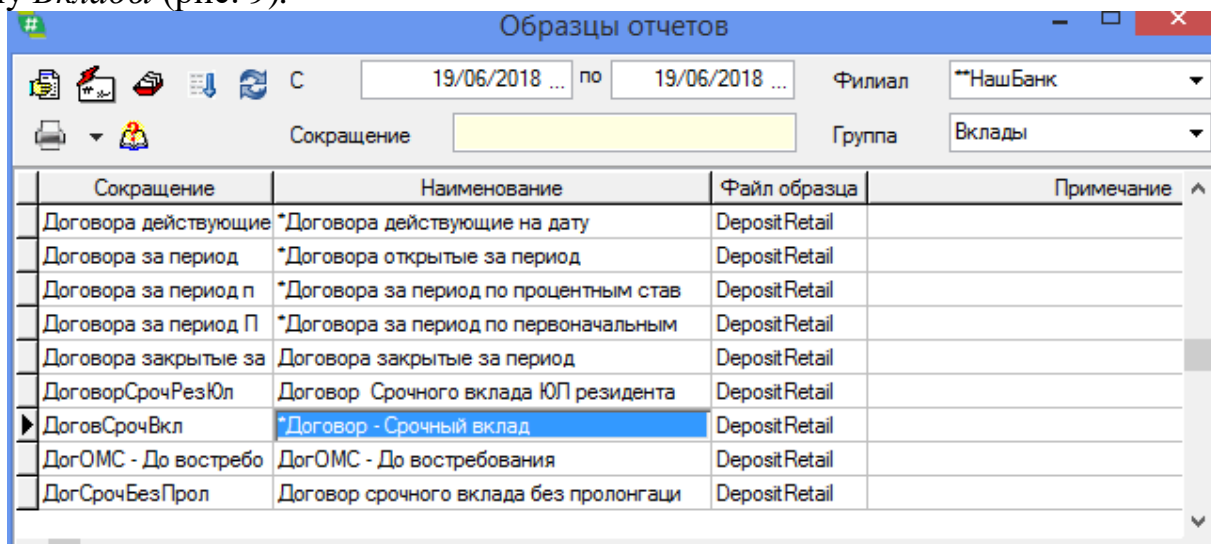 Вклады (рис. 9).
Образцы отчетов
С 19/06/2018 ... по 19/06/2018 ... Филиал **НашБанк
Сокращение Группа Вклады
Сокращение Наименование Файл образца Примечание
Договора действующие *Договора действующие на дату DepositRetail
Договора за период *Договора открытые за период DepositRetail
Договора за период п *Договора за период по процентным став DepositRetail
Договора за период П *Договора за период по первоначальным DepositRetail
Договора закрытые за Договора закрытые за период DepositRetail
ДоговорСрочРезЮл Договор Срочного вклада ЮЛ резидента DepositRetail
ДоговСрочВкл *Договор - Срочный вклад DepositRetail
ДогОМС - До востребо ДогОМС - До востребования DepositRetail
ДогСрочБезПрол Договор срочного вклада без пролонгаци DepositRetail